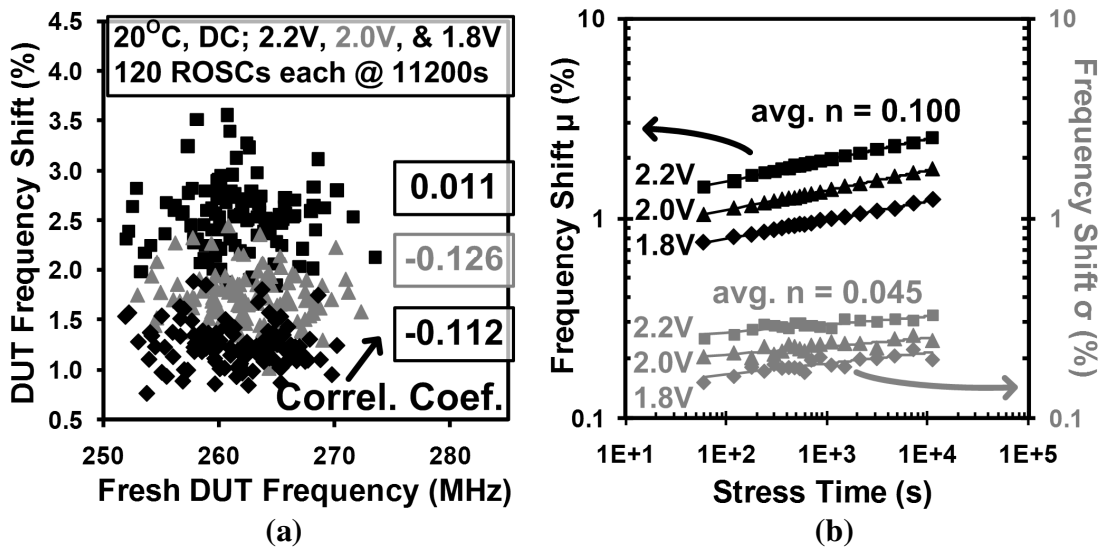 4.5
4.0
3.5
3.0
2.5
2.0
1.5
1.0
0.5
DUT Frequency Shift (%)
20°C, DC; 2.2V, 2.0V, & 1.8V
120 ROSCs each @ 11200s
0.011
-0.126
-0.112
Correl. Coef.
250 260 270 280
Fresh DUT Frequency (MHz)
(a)
10
1
0.1
Frequency Shift μ (%)
avg. n = 0.100
2.2V
2.0V
1.8V
avg. n = 0.045
2.2V
2.0V
1.8V
10
1
0.1
Frequency Shift σ (%)
1E+1 1E+2 1E+3 1E+4 1E+5
Stress Time (s)
(b)